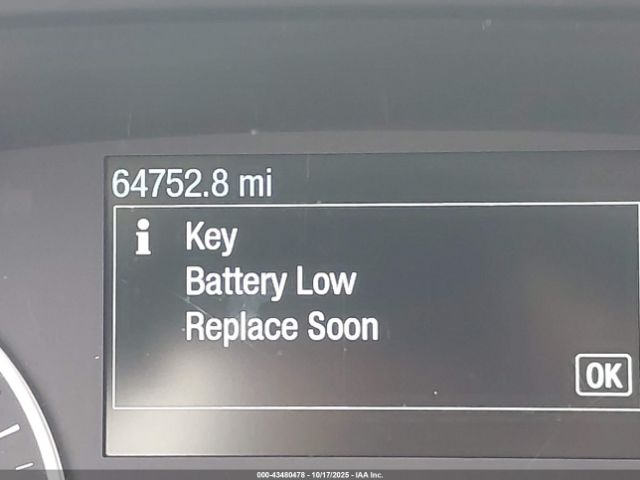 64752.8 mi
i Key
Battery Low
Replace Soon
OK
000-43480478 - 10/17/2025 - IAA Inc.